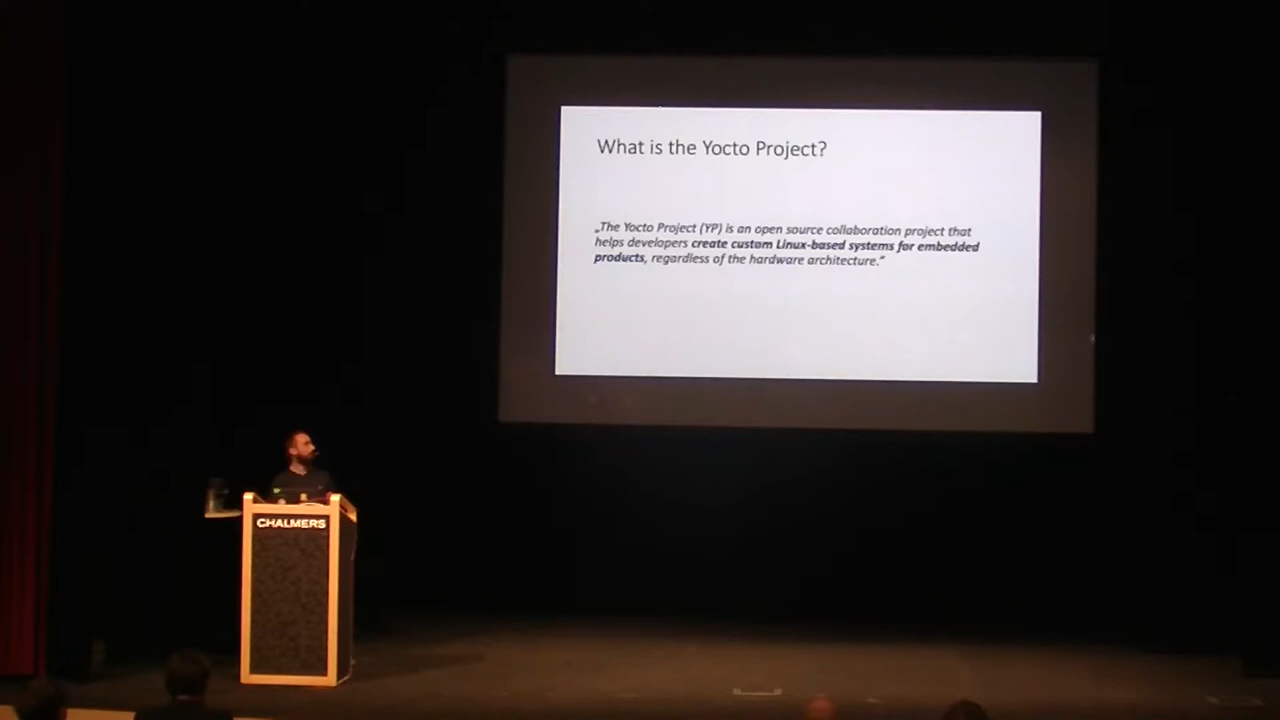 What is the Yocto Project?
„The Yocto Project (YP) is an open source collaboration project that
helps developers create custom Linux-based systems for embedded
products, regardless of the hardware architecture.“
CHALMERS